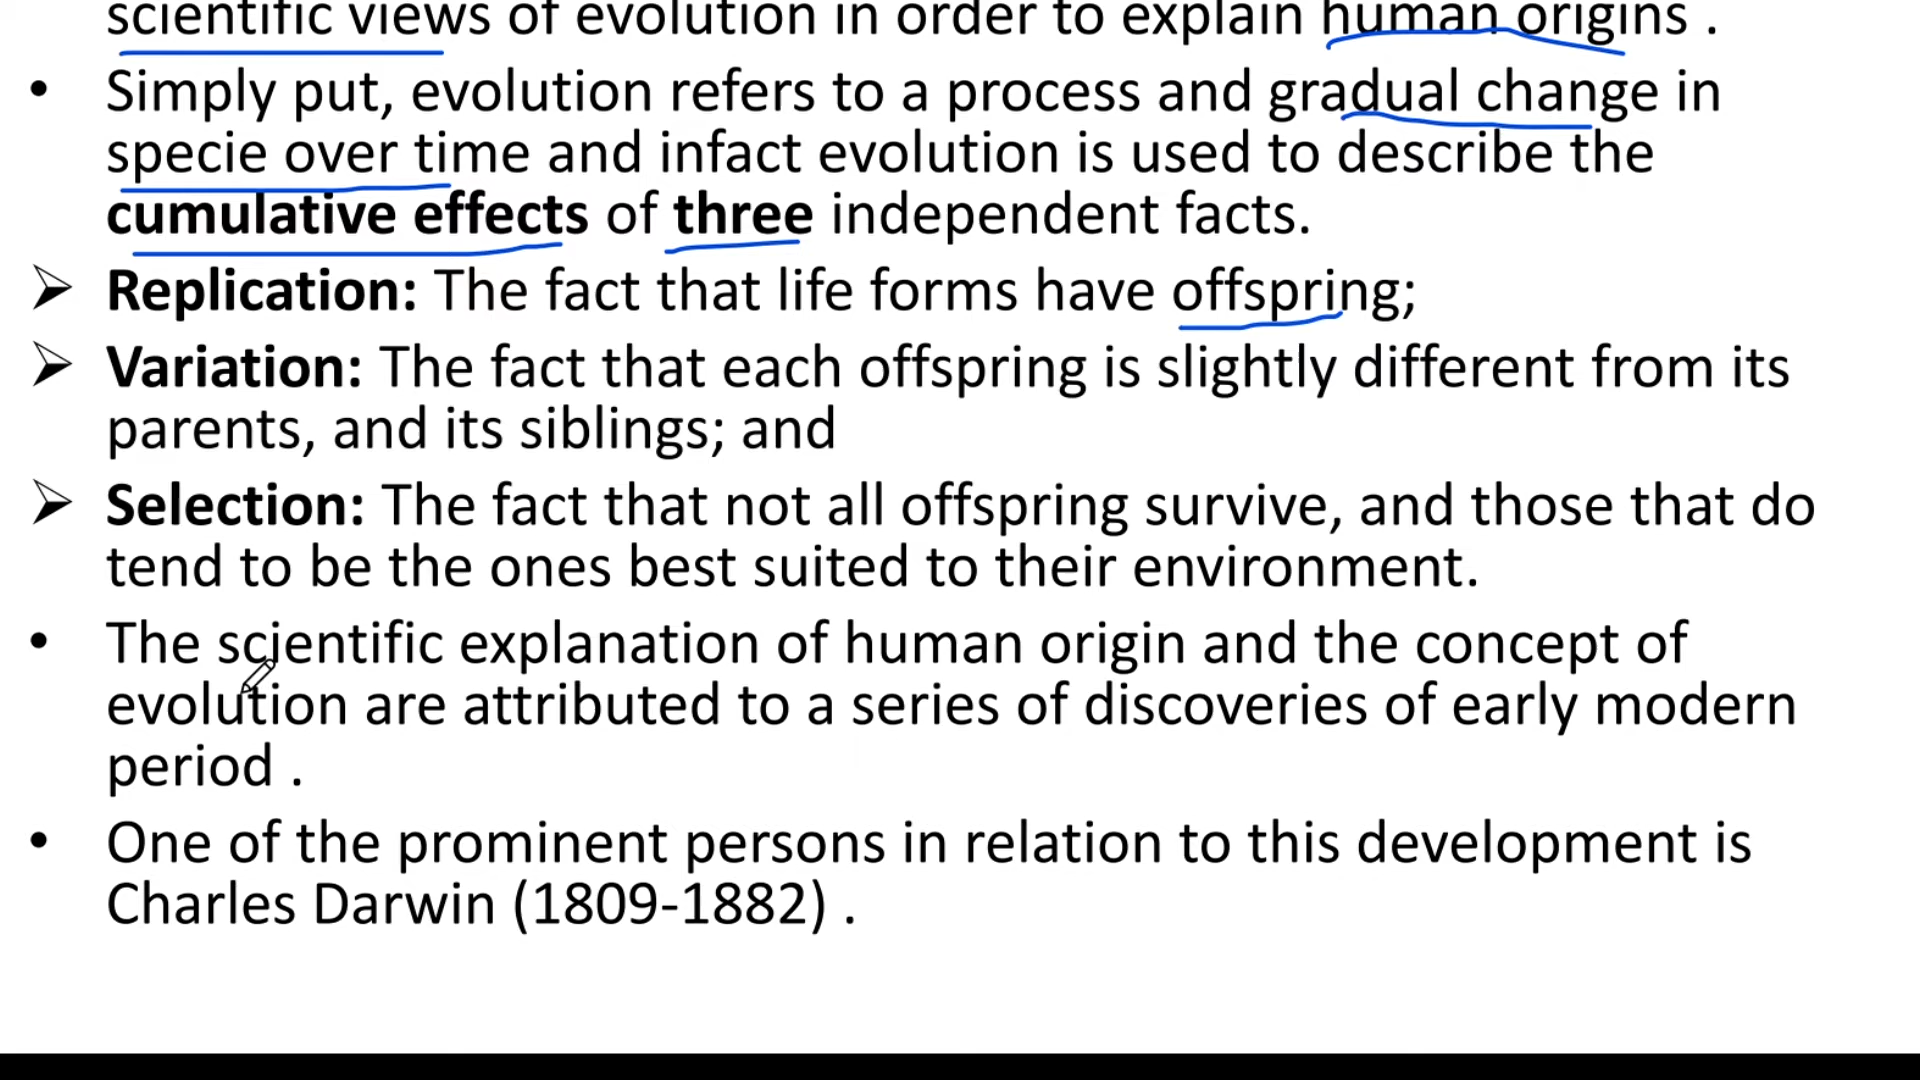 scientific views of evolution in order to explain human origins .
• Simply put, evolution refers to a process and gradual change in
specie over time and infact evolution is used to describe the
cumulative effects of three independent facts.
➢ Replication: The fact that life forms have offspring;
➢ Variation: The fact that each offspring is slightly different from its
parents, and its siblings; and
➢ Selection: The fact that not all offspring survive, and those that do
tend to be the ones best suited to their environment.
• The scientific explanation of human origin and the concept of
evolution are attributed to a series of discoveries of early modern
period .
• One of the prominent persons in relation to this development is
Charles Darwin (1809-1882) .